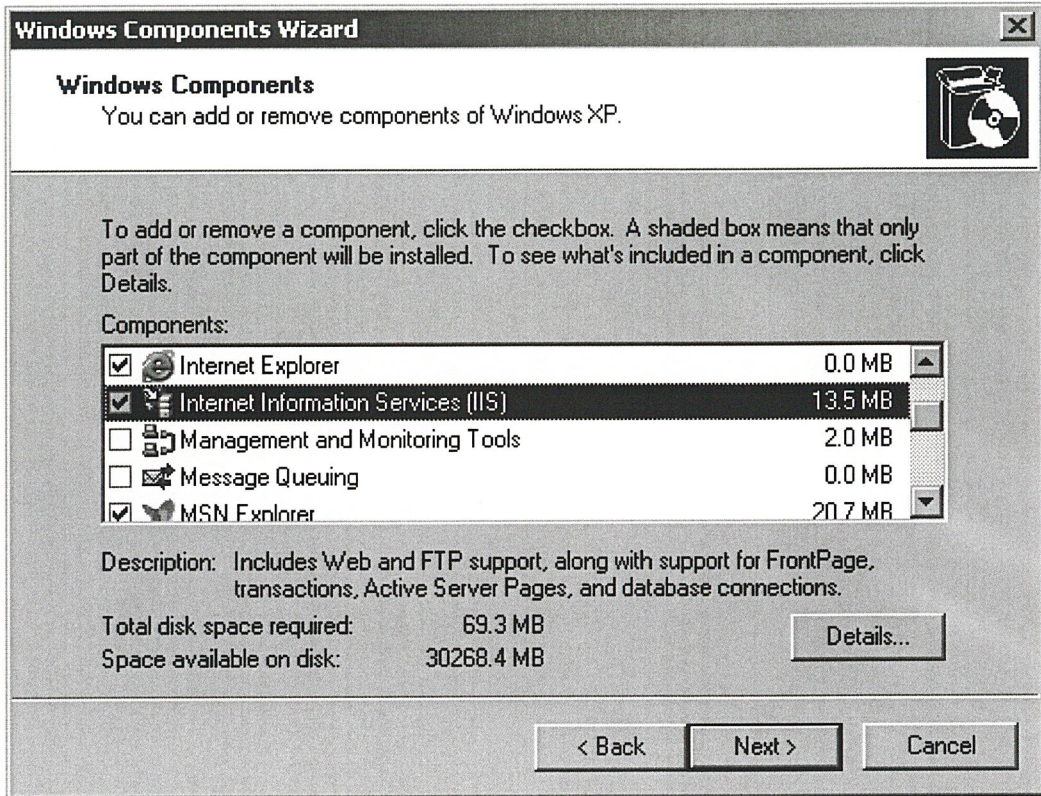 Windows Components Wizard
Windows Components
You can add or remove components of Windows XP.
To add or remove a component, click the checkbox. A shaded box means that only
part of the component will be installed. To see what's included in a component, click
Details.
Components:
Internet Explorer 0.0 MB
Internet Information Services (IIS) 13.5 MB
Management and Monitoring Tools 2.0 MB
Message Queuing 0.0 MB
MSN Explorer 20.7 MB
Description: Includes Web and FTP support, along with support for FrontPage,
transactions, Active Server Pages, and database connections.
Total disk space required: 69.3 MB
Details...
Space available on disk: 30268.4 MB
< Back Next > Cancel